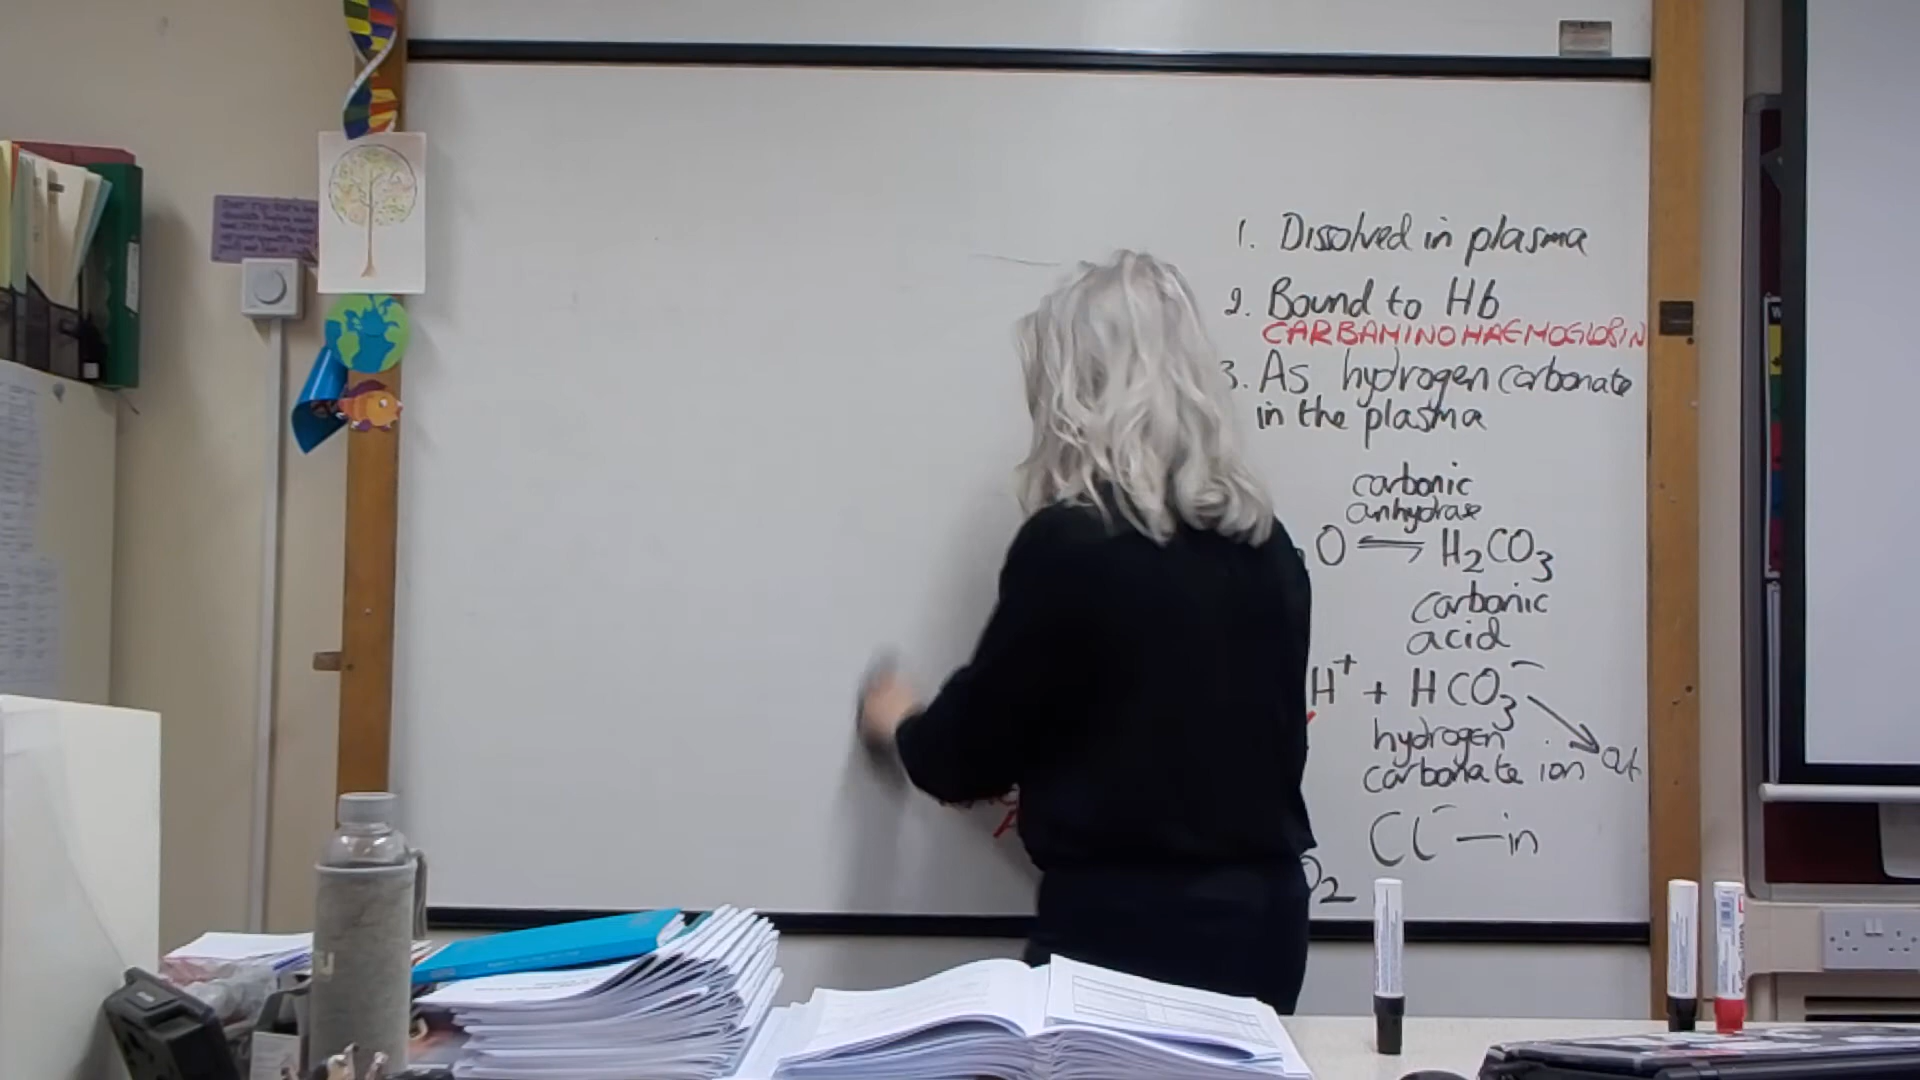 1. Dissolved in plasma
2. Bound to Hb
CARBAMINOHAEMOGLOBIN
3. As hydrogen carbonate
in the plasma
carbonic
anhydrase
O ⇌ H₂CO₃
carbonic
acid
H⁺ + HCO₃⁻
hydrogen
carbonate ion
Cl⁻ — in
O₂